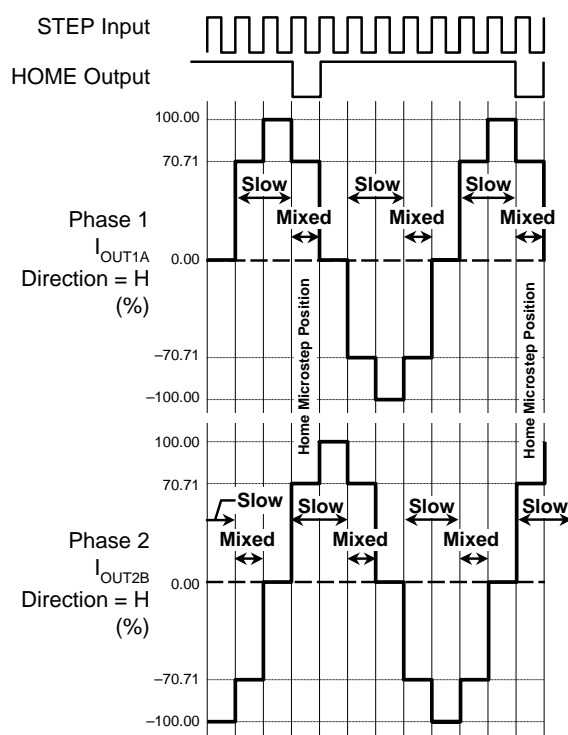 STEP Input
HOME Output
100.00
70.71
Slow
Slow
Slow
Mixed
Mixed
Mixed
Phase 1
I_OUT1A
Direction = H
(%)
0.00
Home Microstep Position
Home Microstep Position
–70.71
–100.00
100.00
70.71
Slow
Slow
Slow
Slow
Mixed
Mixed
Mixed
Phase 2
I_OUT2B
Direction = H
(%)
0.00
–70.71
–100.00